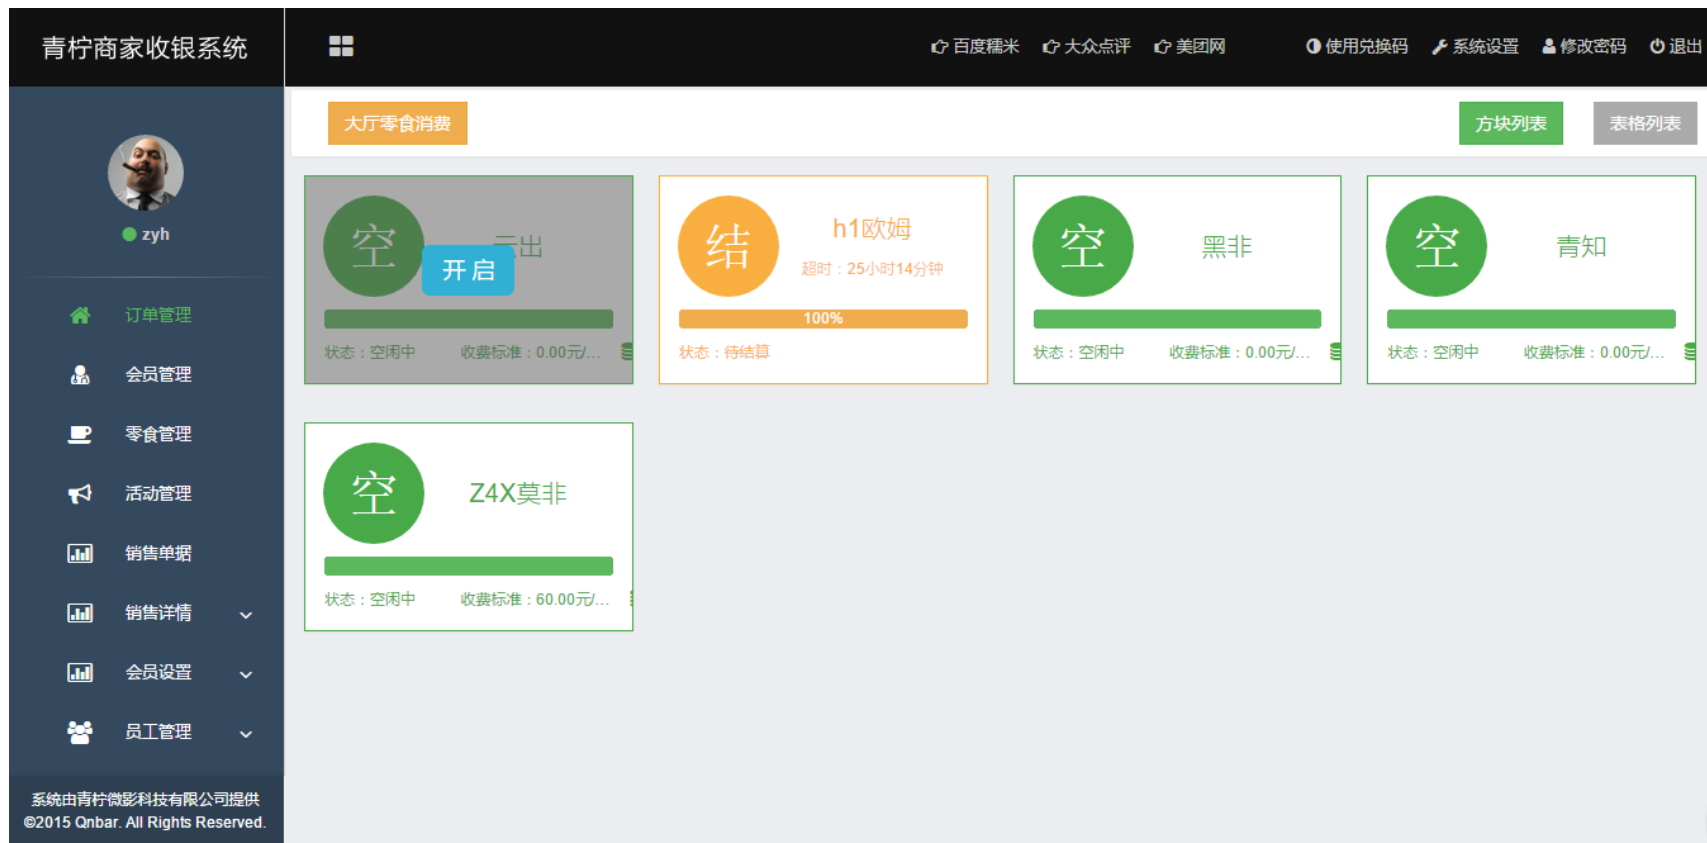 青柠商家收银系统
百度糯米
大众点评
美团网
使用兑换码
系统设置
修改密码
退出
zyh
订单管理
会员管理
零食管理
活动管理
销售单据
销售详情
会员设置
员工管理
系统由青柠微影科技有限公司提供
©2015 Qnbar. All Rights Reserved.
大厅零食消费
方块列表
表格列表
空
云出
开启
状态：空闲中
收费标准：0.00元/...
结
h1欧姆
超时：25小时14分钟
100%
状态：待结算
空
黑非
状态：空闲中
收费标准：0.00元/...
空
青知
状态：空闲中
收费标准：0.00元/...
空
Z4X莫非
状态：空闲中
收费标准：60.00元/...